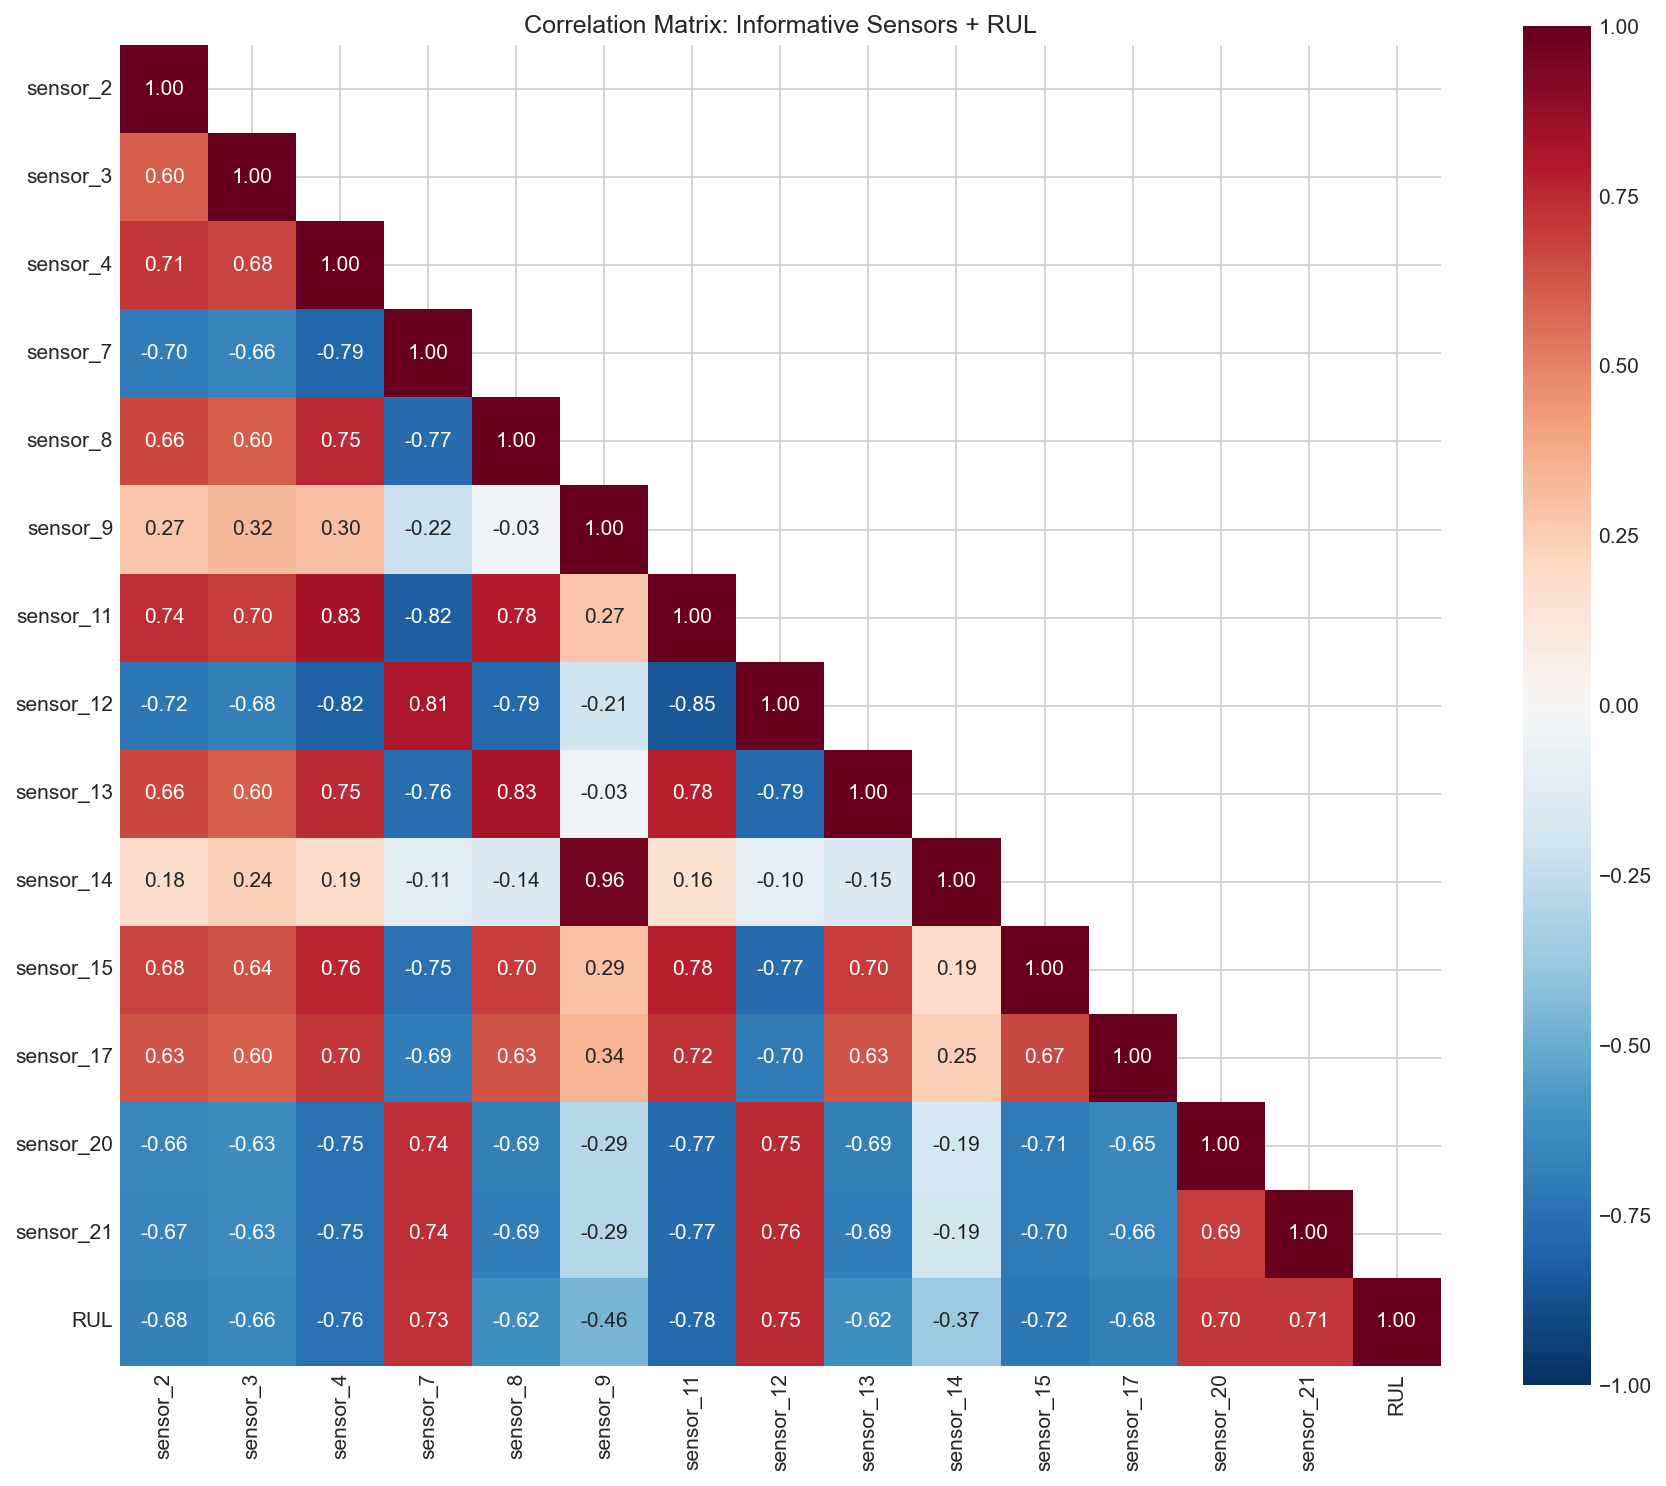 Correlation Matrix: Informative Sensors + RUL
sensor_2 1.00
sensor_3 0.60 1.00
sensor_4 0.71 0.68 1.00
sensor_7 -0.70 -0.66 -0.79 1.00
sensor_8 0.66 0.60 0.75 -0.77 1.00
sensor_9 0.27 0.32 0.30 -0.22 -0.03 1.00
sensor_11 0.74 0.70 0.83 -0.82 0.78 0.27 1.00
sensor_12 -0.72 -0.68 -0.82 0.81 -0.79 -0.21 -0.85 1.00
sensor_13 0.66 0.60 0.75 -0.76 0.83 -0.03 0.78 -0.79 1.00
sensor_14 0.18 0.24 0.19 -0.11 -0.14 0.96 0.16 -0.10 -0.15 1.00
sensor_15 0.68 0.64 0.76 -0.75 0.70 0.29 0.78 -0.77 0.70 0.19 1.00
sensor_17 0.63 0.60 0.70 -0.69 0.63 0.34 0.72 -0.70 0.63 0.25 0.67 1.00
sensor_20 -0.66 -0.63 -0.75 0.74 -0.69 -0.29 -0.77 0.75 -0.69 -0.19 -0.71 -0.65 1.00
sensor_21 -0.67 -0.63 -0.75 0.74 -0.69 -0.29 -0.77 0.76 -0.69 -0.19 -0.70 -0.66 0.69 1.00
RUL -0.68 -0.66 -0.76 0.73 -0.62 -0.46 -0.78 0.75 -0.62 -0.37 -0.72 -0.68 0.70 0.71 1.00
sensor_2 sensor_3 sensor_4 sensor_7 sensor_8 sensor_9 sensor_11 sensor_12 sensor_13 sensor_14 sensor_15 sensor_17 sensor_20 sensor_21 RUL
1.00
0.75
0.50
0.25
0.00
−0.25
−0.50
−0.75
−1.00